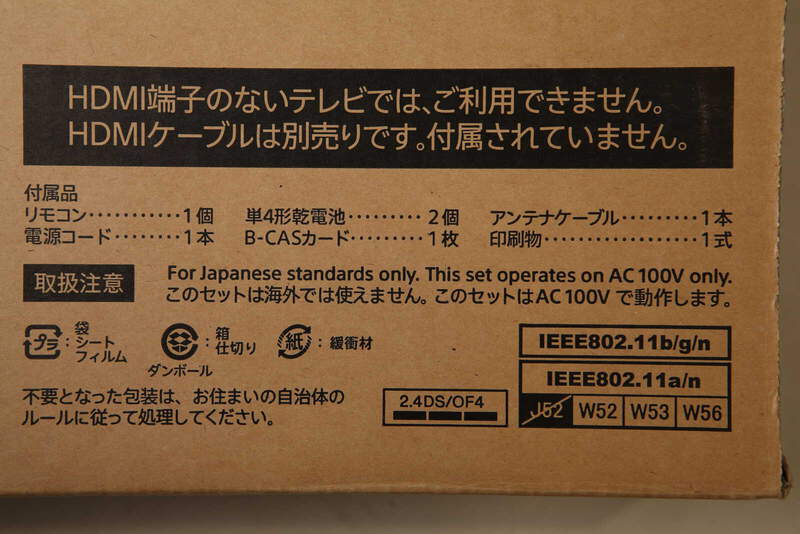 HDMI端子のないテレビでは、ご利用できません。
HDMIケーブルは別売りです。付属されていません。
付属品
リモコン・・・・・・・・・・・1個 単4形乾電池・・・・・・・・・2個 アンテナケーブル・・・・・・・・・1本
電源コード・・・・・・・・・1本 B-CASカード・・・・・・・・・1枚 印刷物・・・・・・・・・・・・・・・・・・1式
取扱注意
For Japanese standards only. This set operates on AC 100V only.
このセットは海外では使えません。このセットはAC100Vで動作します。
プラ:袋
シート
フィルム
ダンボール:箱
仕切り
紙:緩衝材
不要となった包装は、お住まいの自治体の
ルールに従って処理してください。
2.4DS/OF4
IEEE802.11b/g/n
IEEE802.11a/n
J52 W52 W53 W56